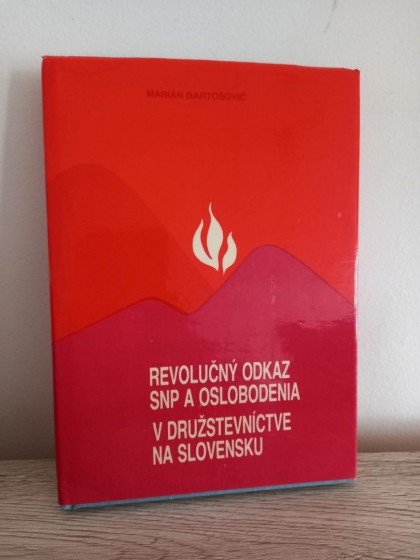 MARIÁN BARTOŠOVIČ
REVOLUČNÝ ODKAZ
SNP A OSLOBODENIA
V DRUŽSTEVNÍCTVE
NA SLOVENSKU